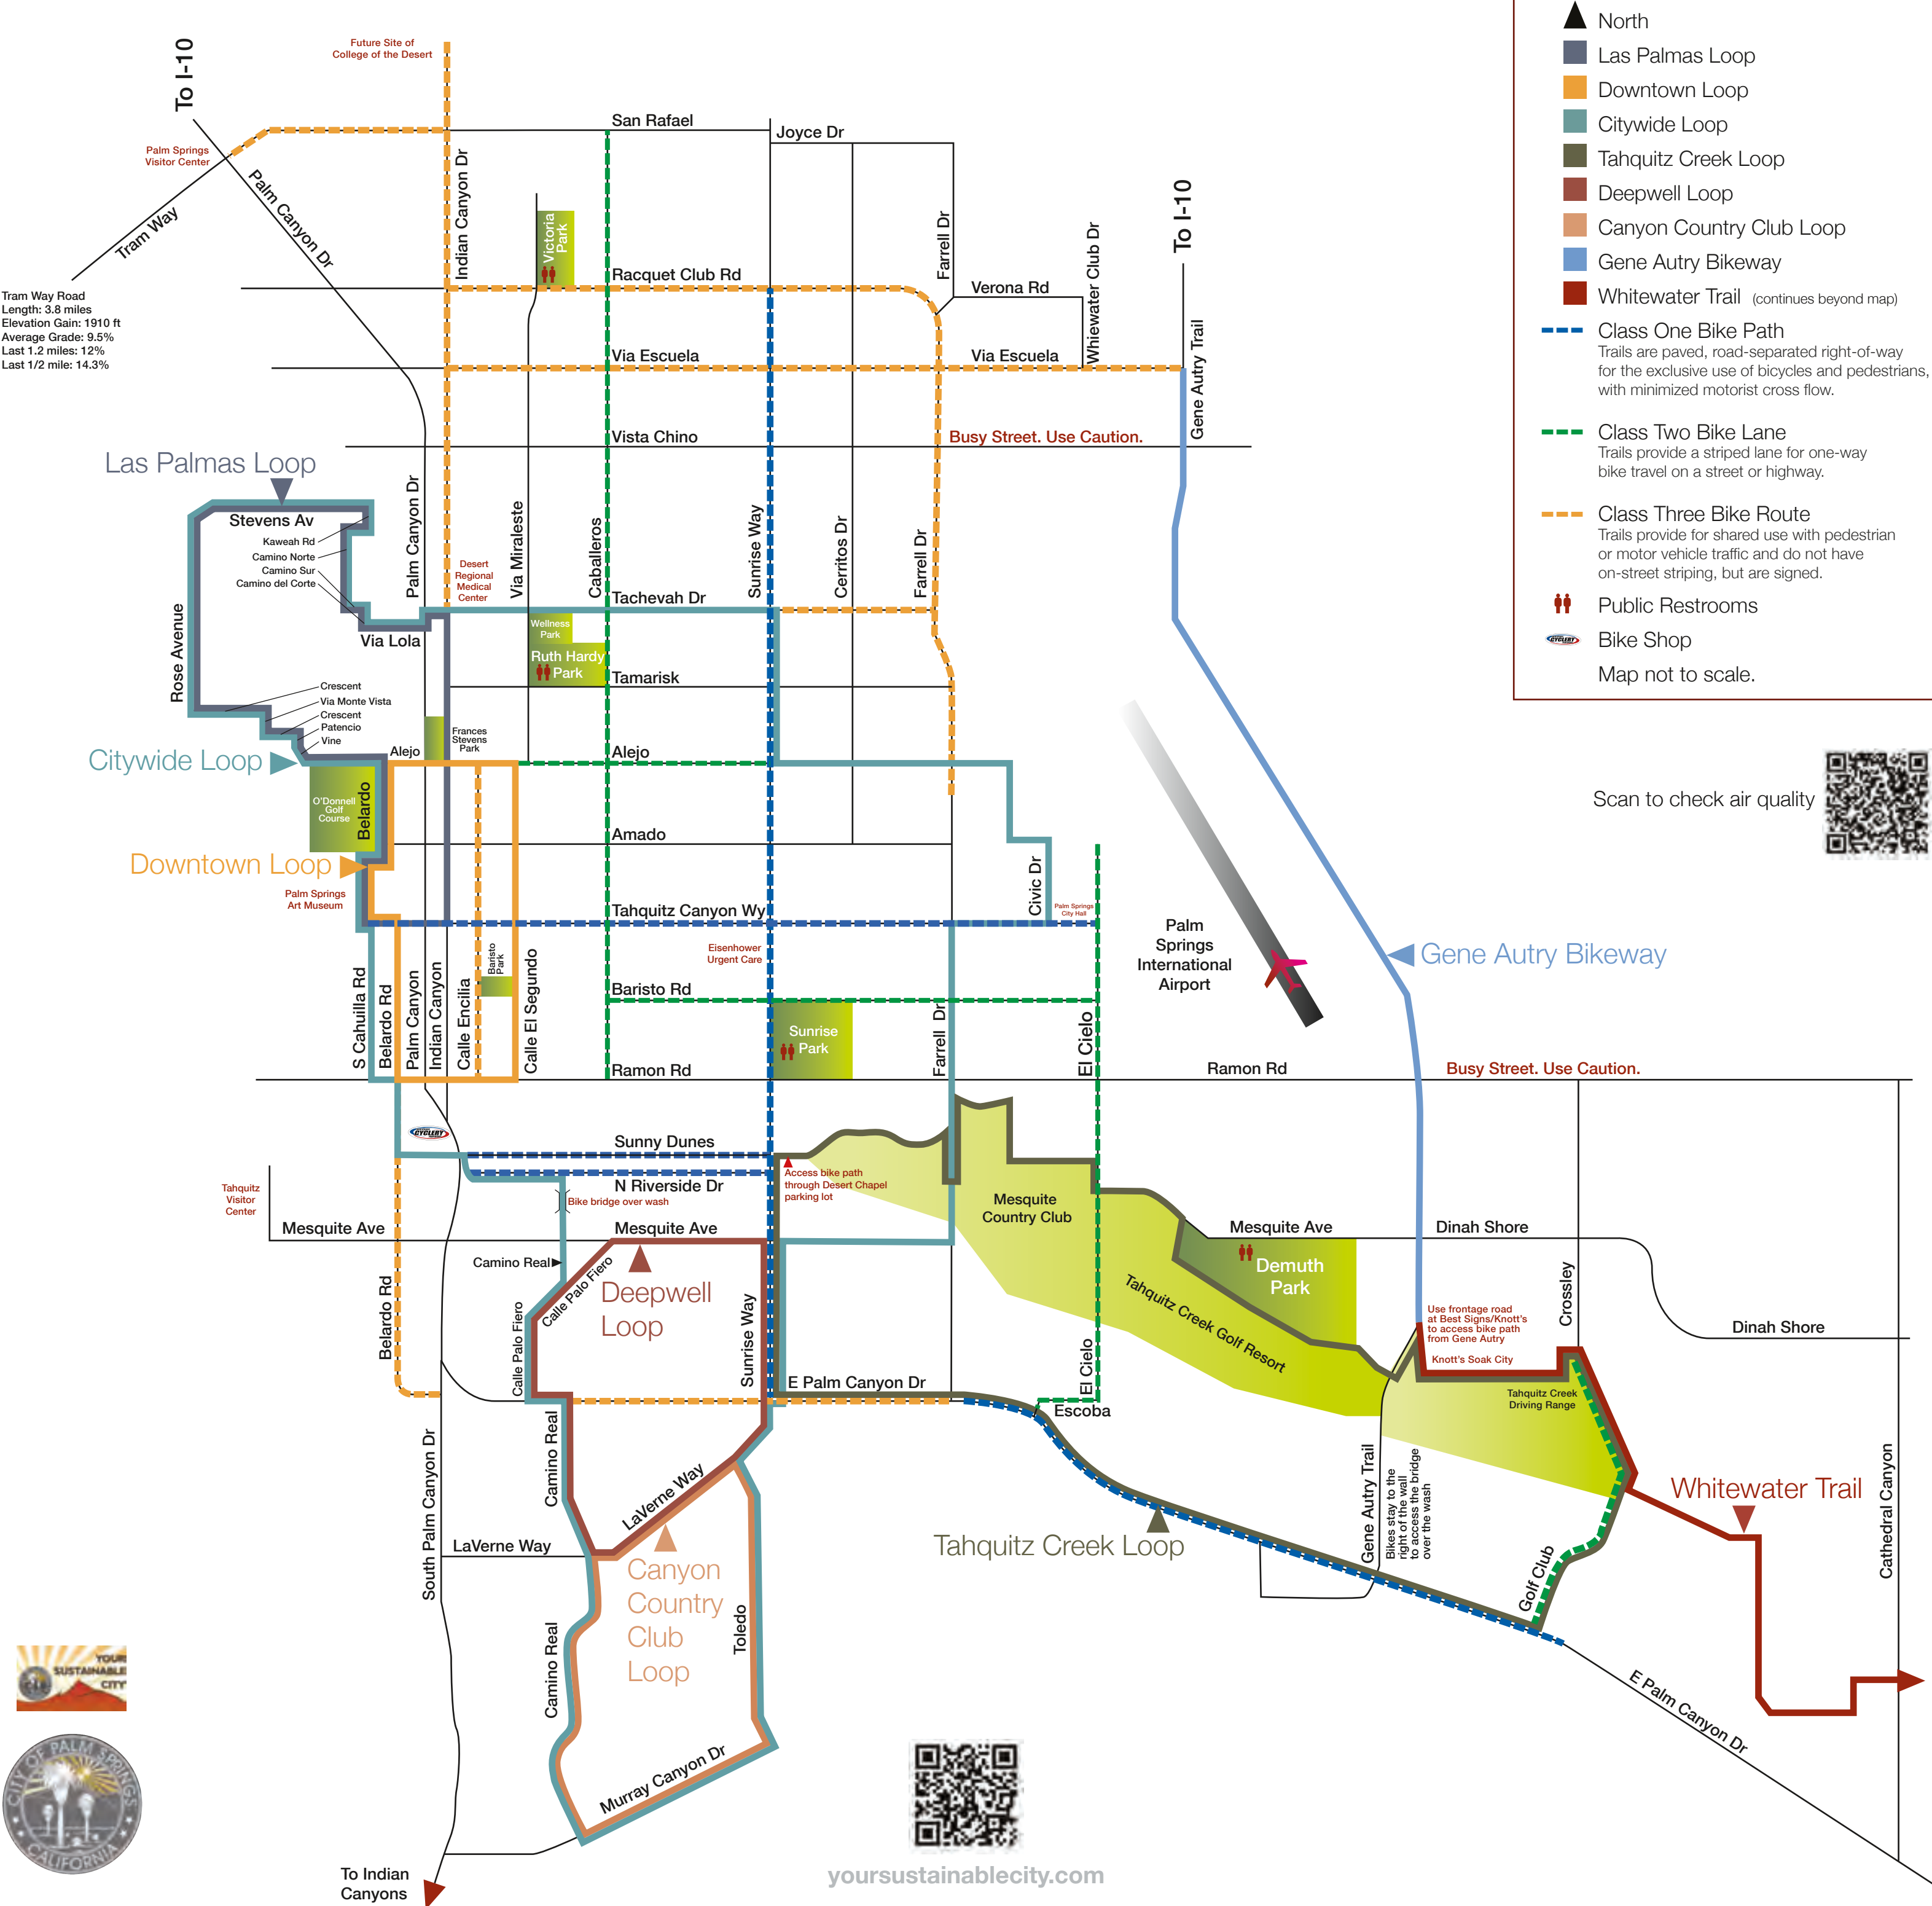 Future Site of
College of the Desert
To I-10
Palm Springs
Visitor Center
Tram Way
Palm Canyon Dr
Tram Way Road
Length: 3.8 miles
Elevation Gain: 1910 ft
Average Grade: 9.5%
Last 1.2 miles: 12%
Last 1/2 mile: 14.3%
Indian Canyon Dr
San Rafael
Joyce Dr
Victoria
Park
Racquet Club Rd
Farrell Dr
Verona Rd
Whiewater Club Dr
To I-10
Gene Autry Trail
Via Escuela
Via Escuela
Vista Chino
Busy Street. Use Caution.
North
Las Palmas Loop
Downtown Loop
Citywide Loop
Tahquitz Creek Loop
Deepwell Loop
Canyon Country Club Loop
Gene Autry Bikeway
Whitewater Trail (continues beyond map)
Class One Bike Path
Trails are paved, road-separated right-of-way
for the exclusive use of bicycles and pedestrians,
with minimized motorist cross flow.
Class Two Bike Lane
Trails provide a striped lane for one-way
bike travel on a street or highway.
Class Three Bike Route
Trails provide for shared use with pedestrian
or motor vehicle traffic and do not have
on-street striping, but are signed.
Public Restrooms
CYCLERY
Bike Shop
Map not to scale.
Scan to check air quality
Las Palmas Loop
Stevens Av
Kaweah Rd
Camino Norte
Camino Sur
Camino del Corte
Rose Avenue
Via Lola
Palm Canyon Dr
Desert
Regional
Medical
Center
Via Miraleste
Caballeros
Sunrise Way
Cerritos Dr
Farrell Dr
Tachevah Dr
Wellness
Park
Ruth Hardy
Park
Tamarisk
Crescent
Via Monte Vista
Crescent
Patencio
Vine
Frances
Stevens
Park
Citywide Loop
Alejo
Alejo
O'Donnell
Golf
Course
Belardo
Amado
Downtown Loop
Palm Springs
Art Museum
Civic Dr
Palm Springs
City Hall
Tahquitz Canyon Wy
Eisenhower
Urgent Care
Baristo
Park
Palm
Springs
International
Airport
Gene Autry Bikeway
S Cahuilla Rd
Belardo Rd
Palm Canyon
Indian Canyon
Calle Encilia
Calle El Segundo
Baristo Rd
Sunrise
Park
Farrell Dr
El Cielo
Ramon Rd
Ramon Rd
Busy Street. Use Caution.
CYCLERY
Sunny Dunes
N Riverside Dr
Bike bridge over wash
Access bike path
through Desert Chapel
parking lot
Tahquitz
Visitor
Center
Mesquite Ave
Mesquite Ave
Mesquite
Country Club
Mesquite Ave
Dinah Shore
Demuth
Park
Camino Real
Calle Palo Fiero
Calle Palo Fiero
Deepwell
Loop
Belardo Rd
Sunrise Way
Tahquitz Creek Golf Resort
Crossley
Use frontage road
at Best Signs/Knott's
to access bike path
from Gene Autry
Knott's Soak City
Dinah Shore
E Palm Canyon Dr
El Cielo
Escoba
Tahquitz Creek
Driving Range
Camino Real
South Palm Canyon Dr
LaVerne Way
LaVerne Way
Gene Autry Trail
Bikes stay to the
right of the wall
to access the bridge
over the wash
Whitewater Trail
Cathedral Canyon
Tahquitz Creek Loop
Canyon
Country
Club
Loop
Golf Club
Camino Real
Toledo
E Palm Canyon Dr
Murray Canyon Dr
YOUR
SUSTAINABLE
CITY
CITY OF PALM SPRINGS
CALIFORNIA
To Indian
Canyons
yoursustainablecity.com